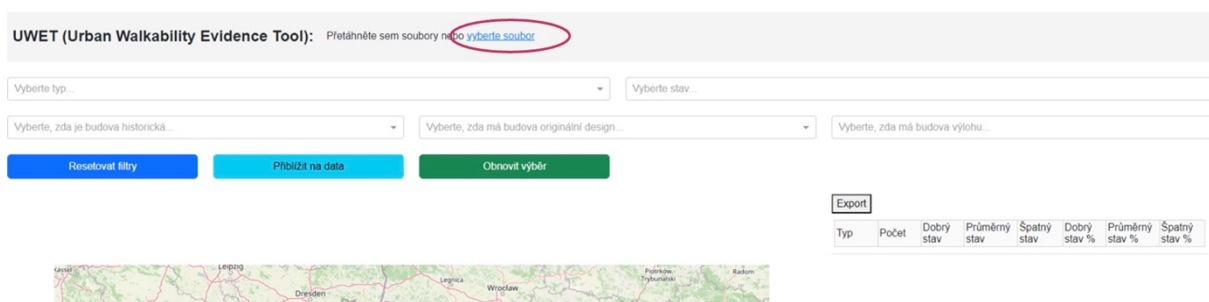 UWET (Urban Walkability Evidence Tool): Přetáhněte sem soubory nebo vyberte soubor
Vyberte typ... Vyberte stav...
Vyberte, zda je budova historická... Vyberte, zda má budova originální design... Vyberte, zda má budova výlohu...
Resetovat filtry Přiblížit na data Obnovit výběr
Export
Typ Počet Dobrý stav Průměrný stav Špatný stav Dobrý stav % Průměrný stav % Špatný stav %
Kassel Leipzig Dresden Legnica Wrocław Piotrków Trybunalski Radom